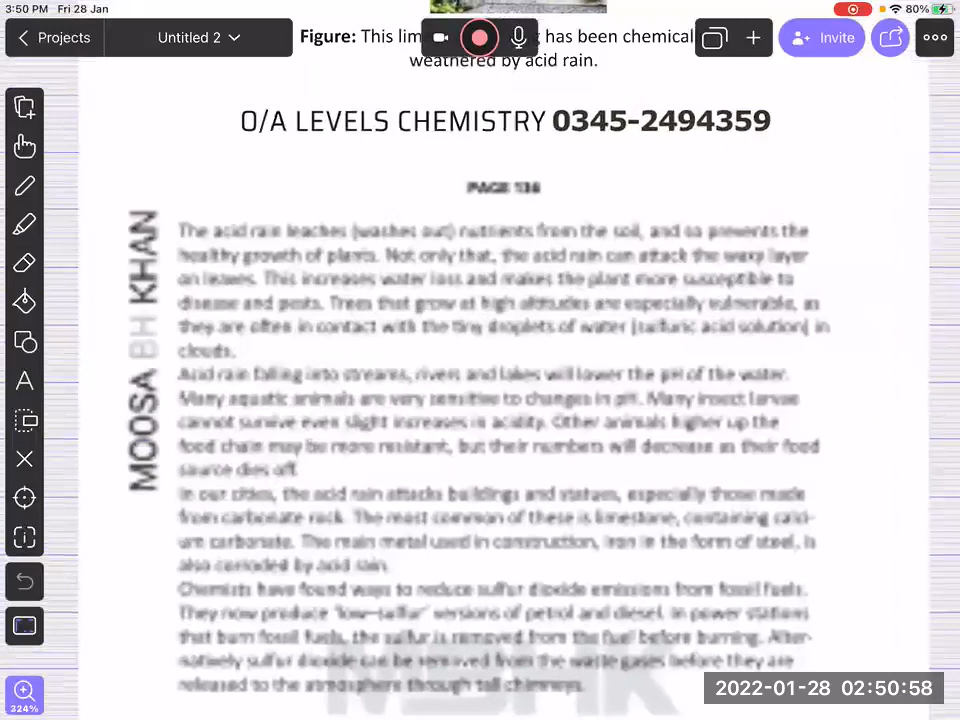 3:50 PM Fri 28 Jan
80%
Projects
Untitled 2
Invite
Figure: This has been chemical
weathered by acid rain.
O/A LEVELS CHEMISTRY 0345-2494359
PAGE 136
MOOSA BH KHAN
The acid rain leaches (washes out) nutrients from the soil, and so prevents the
healthy growth of plants. Not only that, the acid rain can attack the waxy layer
on leaves. This increases water loss and makes the plant more susceptible to
disease and pests. Trees that grow at high altitudes are especially vulnerable, as
they are often in contact with the tiny droplets of water (sulfuric acid solution) in
clouds.
Acid rain falling into streams, rivers and lakes will lower the pH of the water.
Many aquatic animals are very sensitive to changes in pH. Many insect larvae
cannot survive even slight increases in acidity. Other animals higher up the
food chain may be more resistant, but their numbers will decrease as their food
source dies off.
In our cities, the acid rain attacks buildings and statues, especially those made
from carbonate rock. The most common of these is limestone, containing calci-
um carbonate. The main metal used in construction, iron in the form of steel, is
also corroded by acid rain.
Chemists have found ways to reduce sulfur dioxide emissions from fossil fuels.
They now produce 'low-sulfur' versions of petrol and diesel. In power stations
that burn fossil fuels, the sulfur is removed from the fuel before burning. Alter-
natively sulfur dioxide can be removed from the waste gases before they are
released to the atmosphere through tall chimneys.
324%
2022-01-28 02:50:58